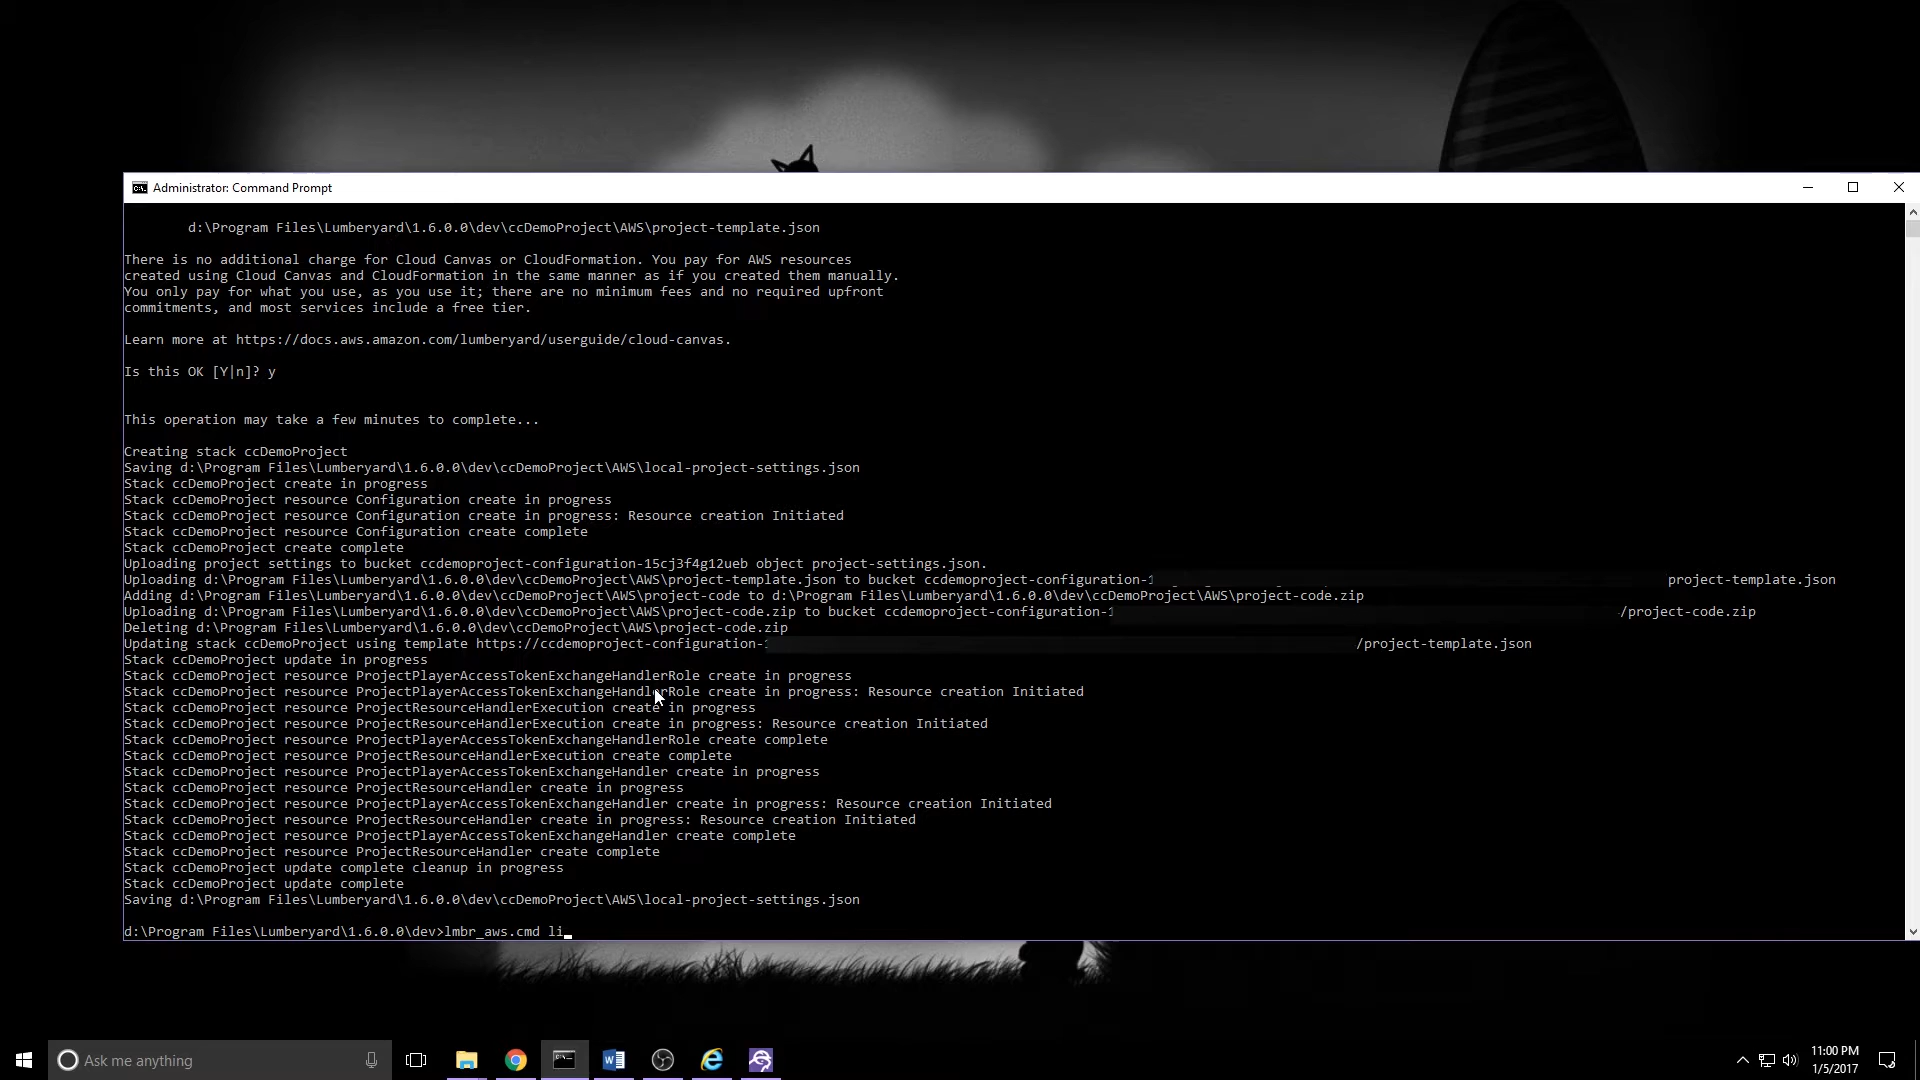 Administrator: Command Prompt
d:\Program Files\Lumberyard\1.6.0.0\dev\ccDemoProject\AWS\project-template.json
There is no additional charge for Cloud Canvas or CloudFormation. You pay for AWS resources
created using Cloud Canvas and CloudFormation in the same manner as if you created them manually.
You only pay for what you use, as you use it; there are no minimum fees and no required upfront
commitments, and most services include a free tier.
Learn more at https://docs.aws.amazon.com/lumberyard/userguide/cloud-canvas.
Is this OK [Y|n]? y
This operation may take a few minutes to complete...
Creating stack ccDemoProject
Saving d:\Program Files\Lumberyard\1.6.0.0\dev\ccDemoProject\AWS\local-project-settings.json
Stack ccDemoProject create in progress
Stack ccDemoProject resource Configuration create in progress
Stack ccDemoProject resource Configuration create in progress: Resource creation Initiated
Stack ccDemoProject resource Configuration create complete
Stack ccDemoProject create complete
Uploading project settings to bucket ccdemoproject-configuration-15cj3f4g12ueb object project-settings.json.
Uploading d:\Program Files\Lumberyard\1.6.0.0\dev\ccDemoProject\AWS\project-template.json to bucket ccdemoproject-configuration-1 project-template.json
Adding d:\Program Files\Lumberyard\1.6.0.0\dev\ccDemoProject\AWS\project-code to d:\Program Files\Lumberyard\1.6.0.0\dev\ccDemoProject\AWS\project-code.zip
Uploading d:\Program Files\Lumberyard\1.6.0.0\dev\ccDemoProject\AWS\project-code.zip to bucket ccdemoproject-configuration-1 /project-code.zip
Deleting d:\Program Files\Lumberyard\1.6.0.0\dev\ccDemoProject\AWS\project-code.zip
Updating stack ccDemoProject using template https://ccdemoproject-configuration- /project-template.json
Stack ccDemoProject update in progress
Stack ccDemoProject resource ProjectPlayerAccessTokenExchangeHandlerRole create in progress
Stack ccDemoProject resource ProjectPlayerAccessTokenExchangeHandlerRole create in progress: Resource creation Initiated
Stack ccDemoProject resource ProjectResourceHandlerExecution create in progress
Stack ccDemoProject resource ProjectResourceHandlerExecution create in progress: Resource creation Initiated
Stack ccDemoProject resource ProjectPlayerAccessTokenExchangeHandlerRole create complete
Stack ccDemoProject resource ProjectResourceHandlerExecution create complete
Stack ccDemoProject resource ProjectPlayerAccessTokenExchangeHandler create in progress
Stack ccDemoProject resource ProjectResourceHandler create in progress
Stack ccDemoProject resource ProjectPlayerAccessTokenExchangeHandler create in progress: Resource creation Initiated
Stack ccDemoProject resource ProjectResourceHandler create in progress: Resource creation Initiated
Stack ccDemoProject resource ProjectPlayerAccessTokenExchangeHandler create complete
Stack ccDemoProject resource ProjectResourceHandler create complete
Stack ccDemoProject update complete cleanup in progress
Stack ccDemoProject update complete
Saving d:\Program Files\Lumberyard\1.6.0.0\dev\ccDemoProject\AWS\local-project-settings.json
d:\Program Files\Lumberyard\1.6.0.0\dev>lmbr_aws.cmd li_
Ask me anything
11:00 PM
1/5/2017